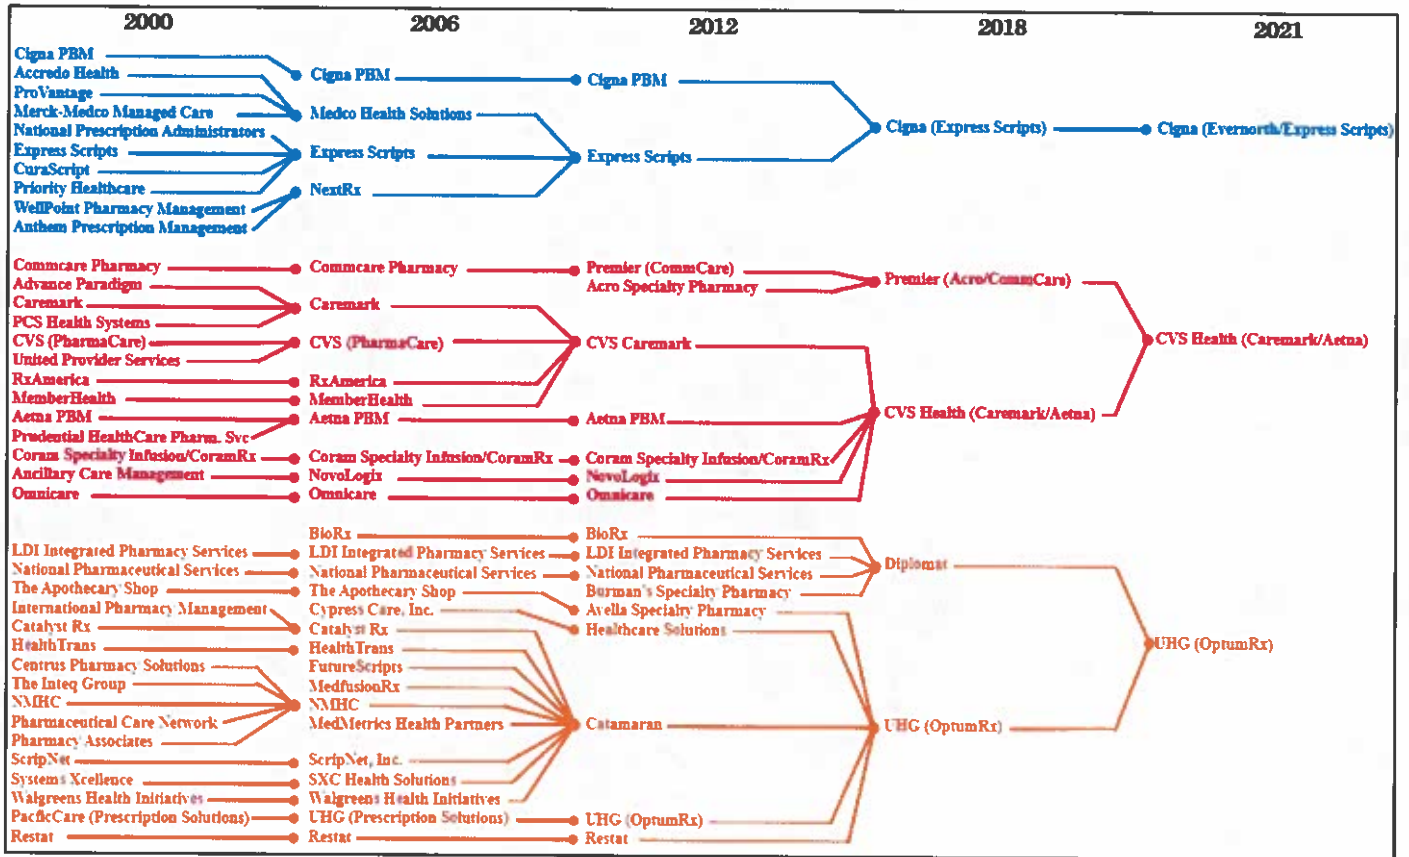 2000 2006 2012 2018 2021
Cigna PBM
Accredo Health
ProVantage
Merck-Medco Managed Care
National Prescription Administrators
Express Scripts
CuraScript
Priority Healthcare
WellPoint Pharmacy Management
Anthem Prescription Management
Cigna PBM
Medco Health Solutions
Express Scripts
NextRx
Cigna PBM
Express Scripts
Cigna (Express Scripts)
Cigna (Evernorth/Express Scripts)
Commcare Pharmacy
Advance Paradigm
Caremark
PCS Health Systems
CVS (PharmaCare)
United Provider Services
RxAmerica
MemberHealth
Aetna PBM
Prudential HealthCare Pharm. Svc
Coram Specialty Infusion/CoramRx
Ancillary Care Management
Omnicare
Commcare Pharmacy
Caremark
CVS (PharmaCare)
RxAmerica
MemberHealth
Aetna PBM
Coram Specialty Infusion/CoramRx
NovoLogix
Omnicare
Premier (CommCare)
Acro Specialty Pharmacy
CVS Caremark
Aetna PBM
Coram Specialty Infusion/CoramRx
NovoLogix
Omnicare
Premier (Acro/CommCare)
CVS Health (Caremark/Aetna)
CVS Health (Caremark/Aetna)
LDI Integrated Pharmacy Services
National Pharmaceutical Services
The Apothecary Shop
International Pharmacy Management
Catalyst Rx
HealthTrans
Centrus Pharmacy Solutions
The Inteq Group
NMHC
Pharmaceutical Care Network
Pharmacy Associates
ScripNet
Systems Xcellence
Walgreens Health Initiatives
PacficCare (Prescription Solutions)
Restat
BioRx
LDI Integrated Pharmacy Services
National Pharmaceutical Services
The Apothecary Shop
Cypress Care, Inc.
Catalyst Rx
HealthTrans
FutureScripts
MedfusionRx
NMHC
MedMetrics Health Partners
ScripNet, Inc.
SXC Health Solutions
Walgreens Health Initiatives
UHG (Prescription Solutions)
Restat
BioRx
LDI Integrated Pharmacy Services
National Pharmaceutical Services
Burman's Specialty Pharmacy
Avella Specialty Pharmacy
Healthcare Solutions
Catamaran
UHG (OptumRx)
Restat
Diplomat
UHG (OptumRx)
UHG (OptumRx)